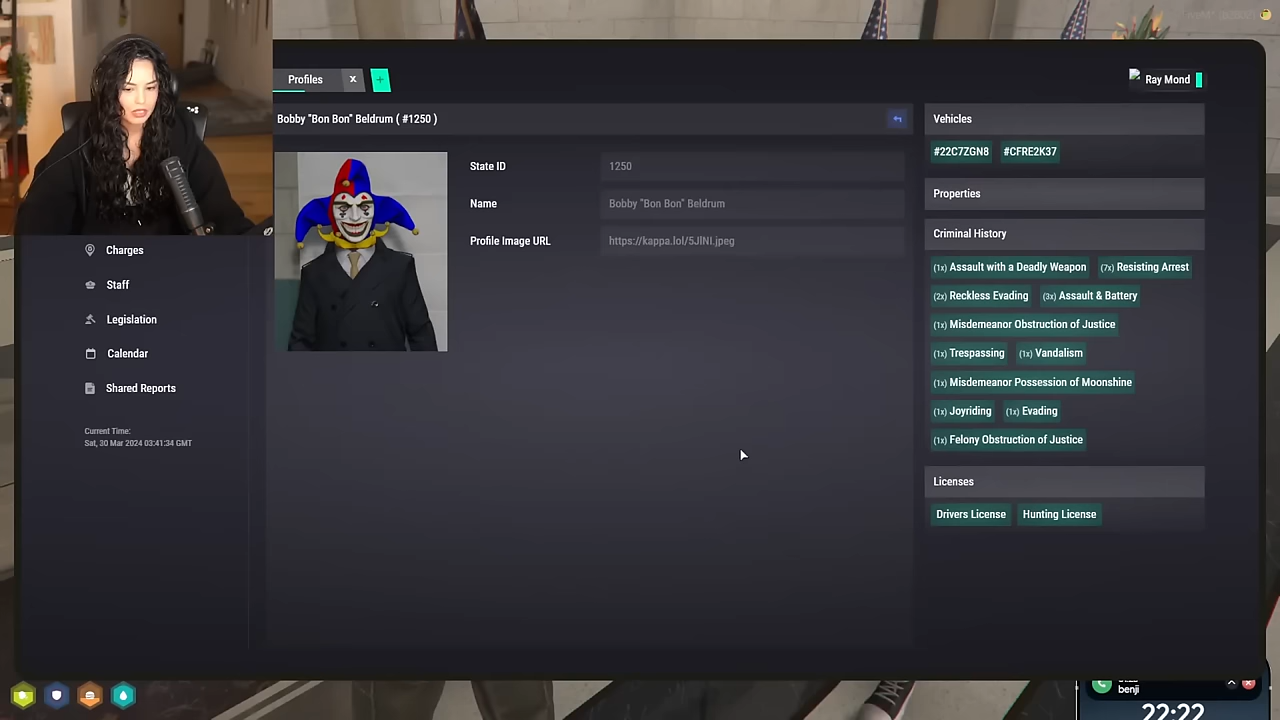 Profiles
x
+
Ray Mond
Bobby "Bon Bon" Beldrum ( #1250 )
State ID
1250
Name
Bobby "Bon Bon" Beldrum
Profile Image URL
https://kappa.lol/5JlNI.jpeg
Charges
Staff
Legislation
Calendar
Shared Reports
Current Time:
Sat, 30 Mar 2024 03:41:34 GMT
Vehicles
#22C7ZGN8 #CFRE2K37
Properties
Criminal History
(1x) Assault with a Deadly Weapon (7x) Resisting Arrest
(2x) Reckless Evading (3x) Assault & Battery
(1x) Misdemeanor Obstruction of Justice
(1x) Trespassing (1x) Vandalism
(1x) Misdemeanor Possession of Moonshine
(1x) Joyriding (1x) Evading
(1x) Felony Obstruction of Justice
Licenses
Drivers License Hunting License
benji
22:22